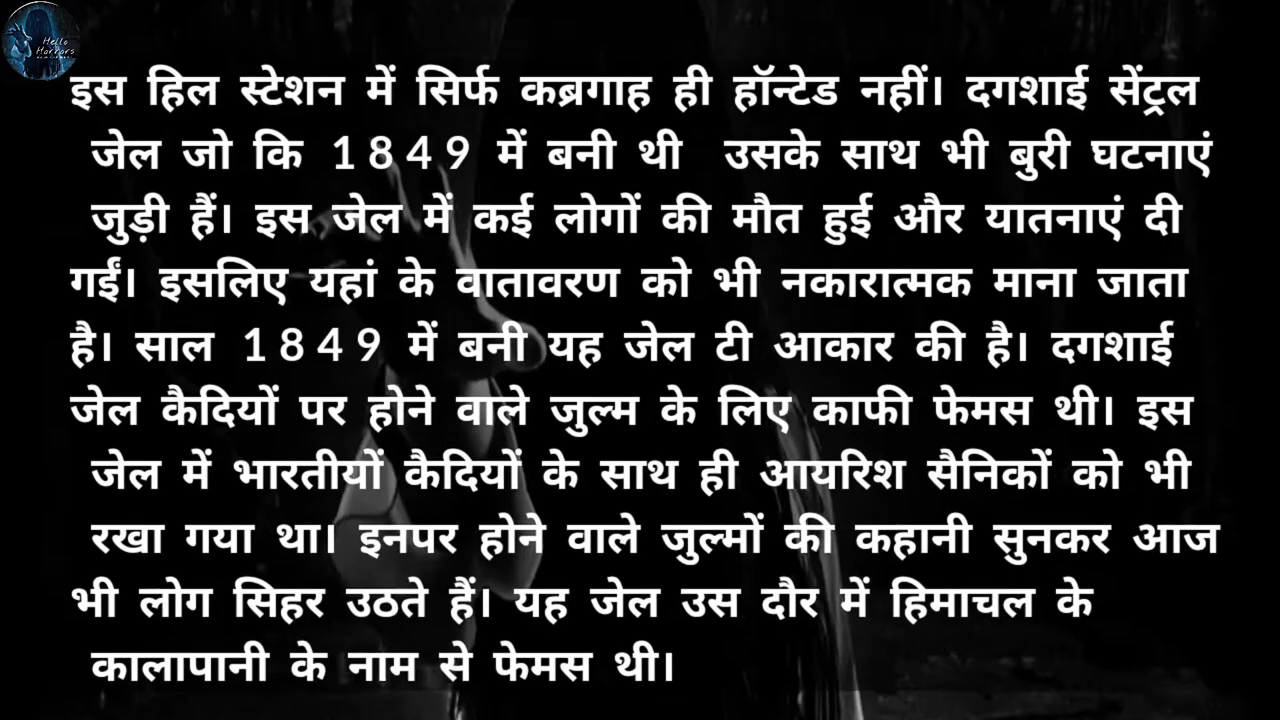 Hello
Horrors
इस हिल स्टेशन में सिर्फ कब्रगाह ही हॉन्टेड नहीं। दगशाई सेंट्रल
जेल जो कि 1849 में बनी थी उसके साथ भी बुरी घटनाएं
जुड़ी हैं। इस जेल में कई लोगों की मौत हुई और यातनाएं दी
गईं। इसलिए यहां के वातावरण को भी नकारात्मक माना जाता
है। साल 1849 में बनी यह जेल टी आकार की है। दगशाई
जेल कैदियों पर होने वाले जुल्म के लिए काफी फेमस थी। इस
जेल में भारतीयों कैदियों के साथ ही आयरिश सैनिकों को भी
रखा गया था। इनपर होने वाले जुल्मों की कहानी सुनकर आज
भी लोग सिहर उठते हैं। यह जेल उस दौर में हिमाचल के
कालापानी के नाम से फेमस थी।